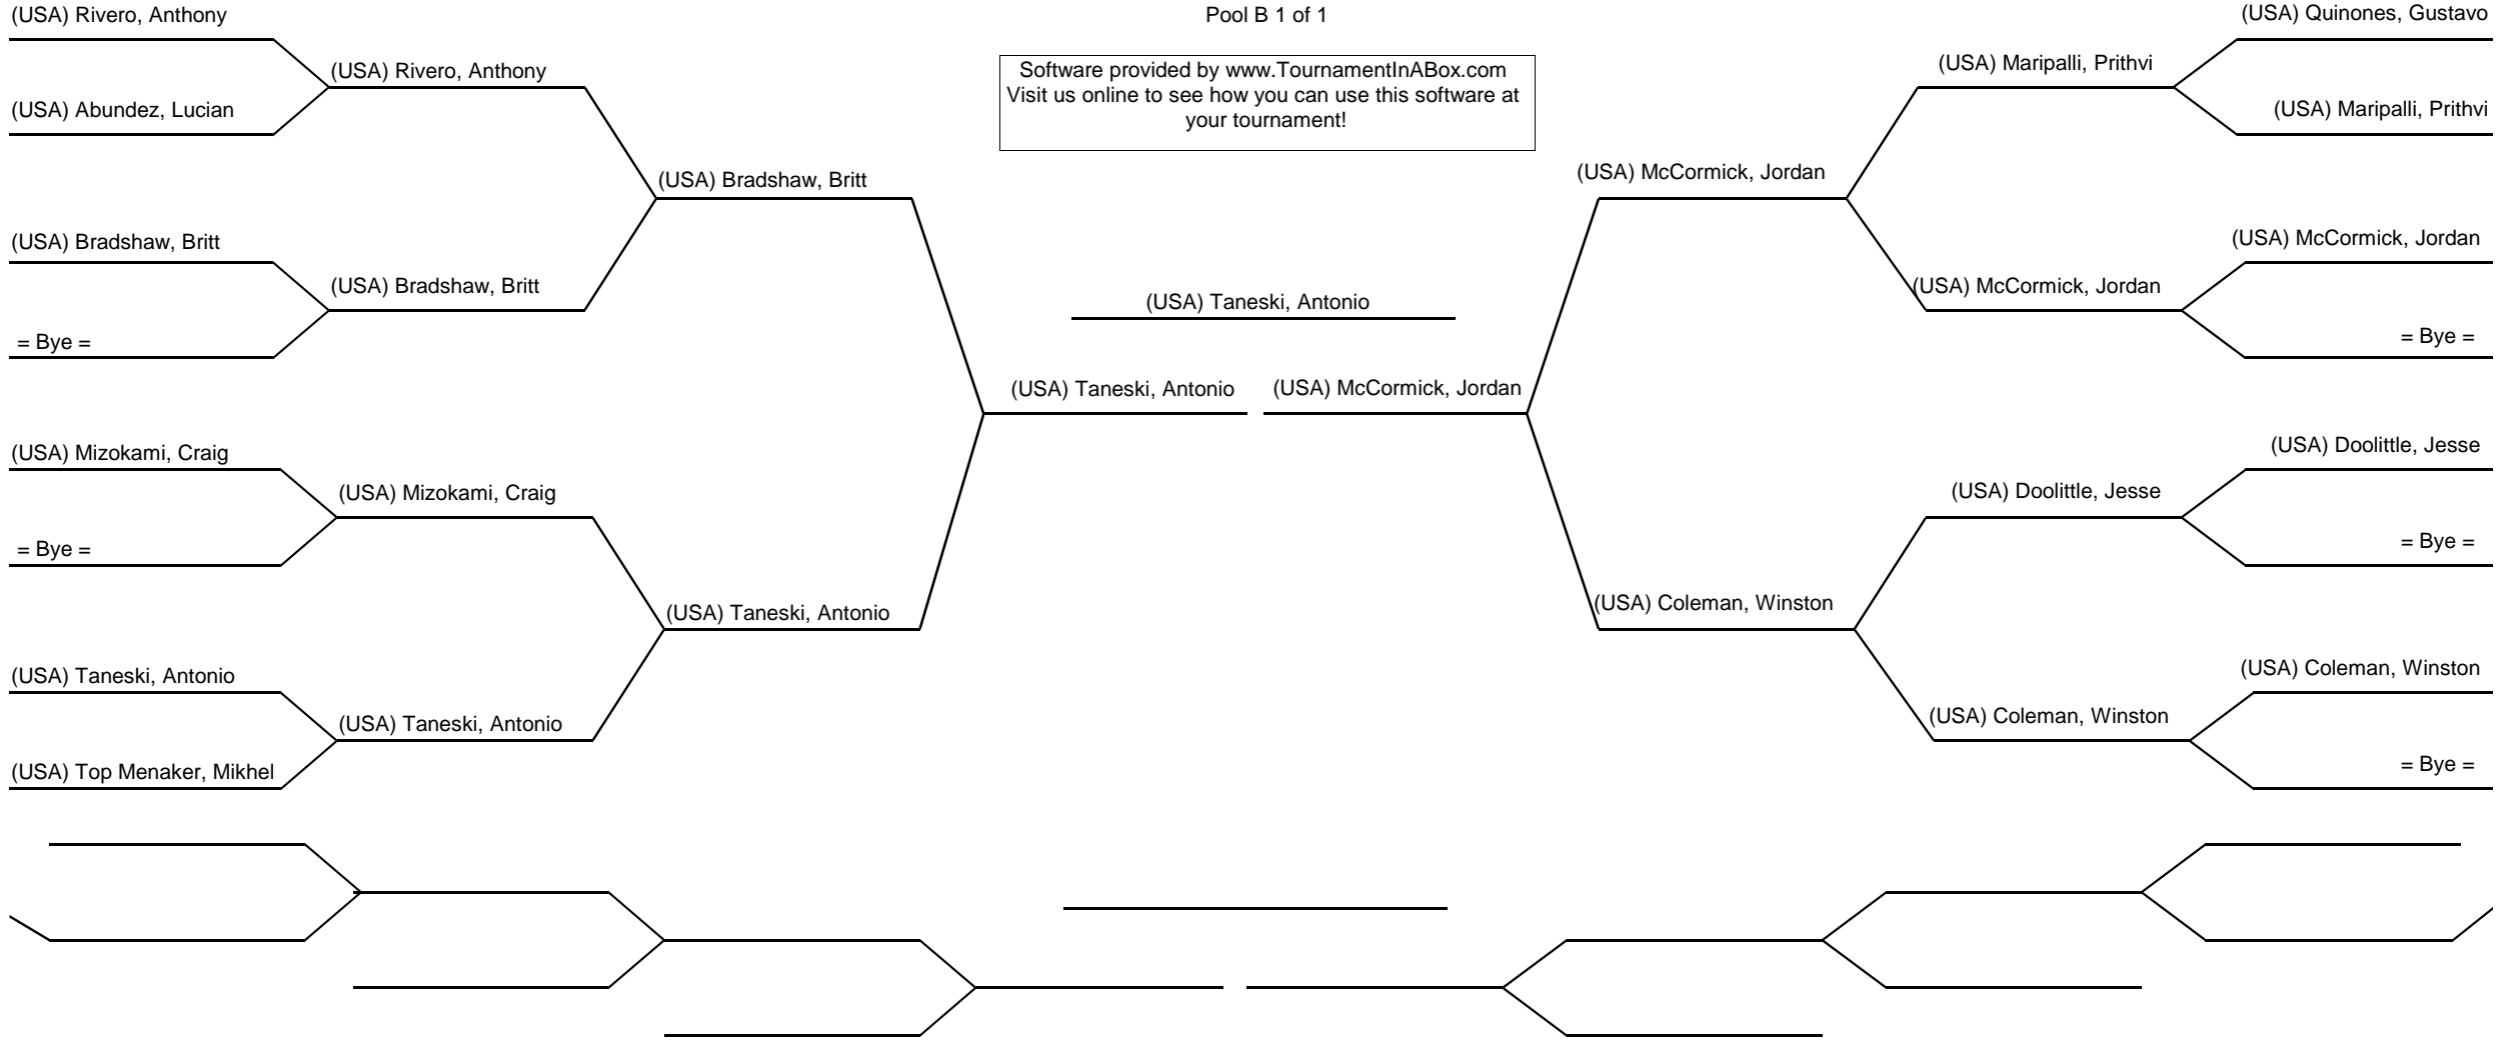 (USA) Rivero, Anthony
(USA) Abundez, Lucian
(USA) Bradshaw, Britt
= Bye =
(USA) Mizokami, Craig
= Bye =
(USA) Taneski, Antonio
(USA) Top Menaker, Mikhel
(USA) Rivero, Anthony
(USA) Bradshaw, Britt
(USA) Mizokami, Craig
(USA) Taneski, Antonio
(USA) Bradshaw, Britt
(USA) Taneski, Antonio
Pool B 1 of 1
Software provided by www.TournamentInABox.com
Visit us online to see how you can use this software at
your tournament!
(USA) Taneski, Antonio
(USA) Taneski, Antonio
(USA) McCormick, Jordan
(USA) McCormick, Jordan
(USA) Coleman, Winston
(USA) Maripalli, Prithvi
(USA) McCormick, Jordan
(USA) Doolittle, Jesse
(USA) Coleman, Winston
(USA) Quinones, Gustavo
(USA) Maripalli, Prithvi
(USA) McCormick, Jordan
= Bye =
(USA) Doolittle, Jesse
= Bye =
(USA) Coleman, Winston
= Bye =